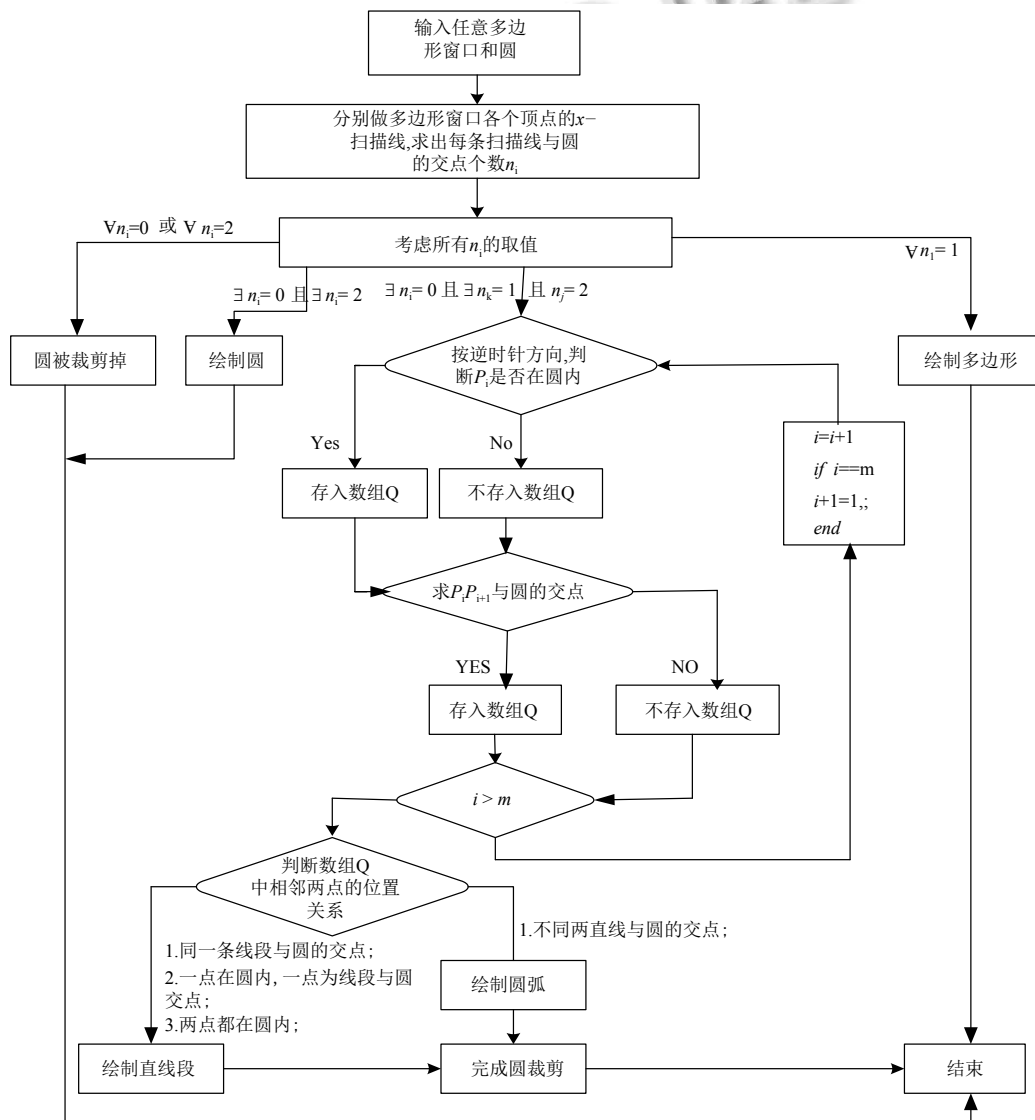 输入任意多边
形窗口和圆
分别做多边形窗口各个顶点的x−
扫描线,求出每条扫描线与圆
的交点个数nᵢ
∀nᵢ=0 或 ∀ nᵢ=2
考虑所有nᵢ的取值
∀n₁= 1
∃ nᵢ= 0 且 ∃ nᵢ= 2
∃ nᵢ= 0 且 ∃ nₖ= 1 且 nⱼ= 2
圆被裁剪掉
绘制圆
按逆时针方向,判
断Pᵢ是否在圆内
绘制多边形
Yes
No
i=i+1
if i==m
i+1=1,;
end
存入数组Q
不存入数组Q
求PᵢPᵢ₊₁与圆的交点
YES
NO
存入数组Q
不存入数组Q
i > m
判断数组Q
中相邻两点的位置
关系
1.同一条线段与圆的交点;
2.一点在圆内, 一点为线段与圆
交点;
3.两点都在圆内;
1.不同两直线与圆的交点;
绘制圆弧
绘制直线段
完成圆裁剪
结束